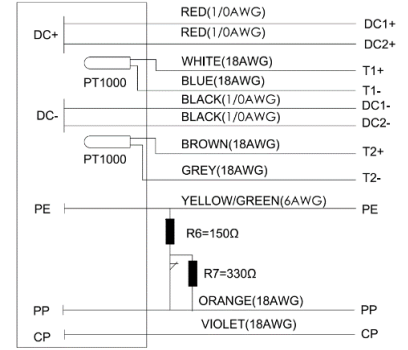 RED(1/0AWG)
DC1+
DC+
RED(1/0AWG)
DC2+
WHITE(18AWG)
T1+
PT1000
BLUE(18AWG)
T1-
BLACK(1/0AWG)
DC1-
DC-
BLACK(1/0AWG)
DC2-
BROWN(18AWG)
T2+
PT1000
GREY(18AWG)
T2-
YELLOW/GREEN(6AWG)
PE
PE
R6=150Ω
R7=330Ω
ORANGE(18AWG)
PP
PP
VIOLET(18AWG)
CP
CP